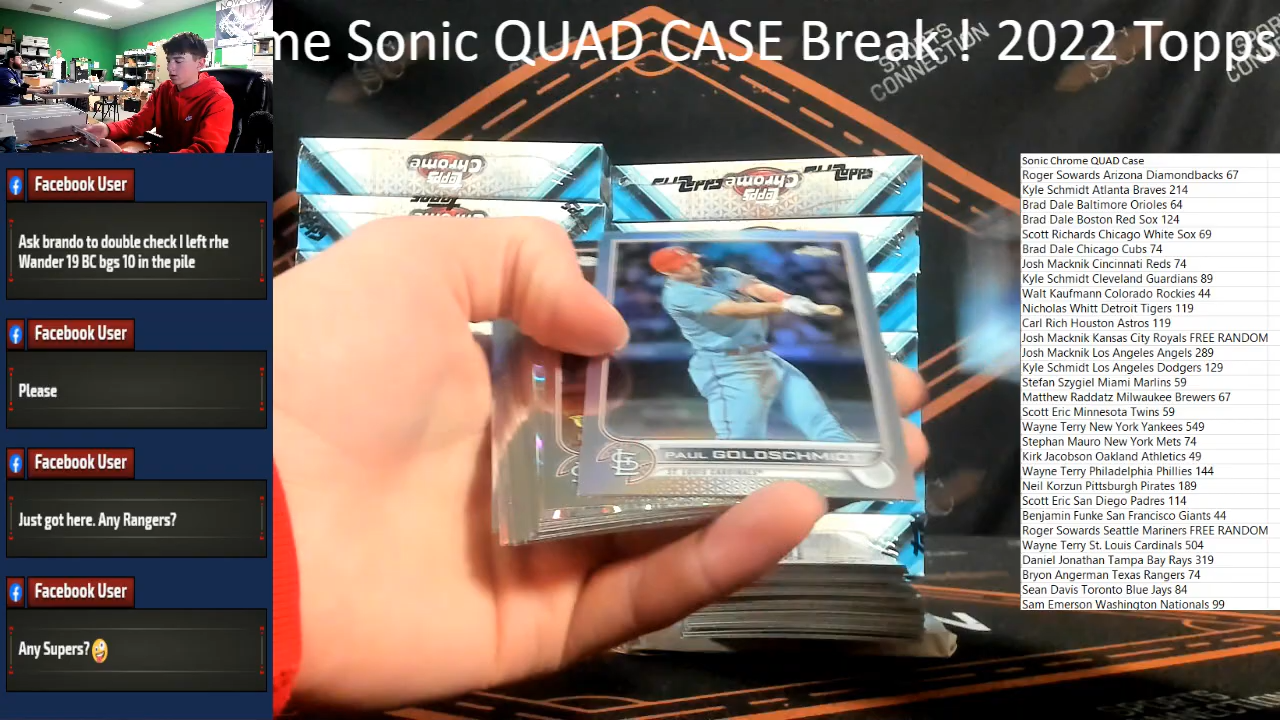 me Sonic QUAD CASE Break ! 2022 Topps
SPORTS
CONNECTION
Facebook User
Ask brando to double check I left rhe
Wander 19 BC bgs 10 in the pile
Facebook User
Please
Facebook User
Just got here. Any Rangers?
Facebook User
Any Supers?🤪
Topps
Chrome
Topps
Chrome
PAUL GOLDSCHMIDT
ST. LOUIS CARDINALS
Sonic Chrome QUAD Case
Roger Sowards Arizona Diamondbacks 67
Kyle Schmidt Atlanta Braves 214
Brad Dale Baltimore Orioles 64
Brad Dale Boston Red Sox 124
Scott Richards Chicago White Sox 69
Brad Dale Chicago Cubs 74
Josh Macknik Cincinnati Reds 74
Kyle Schmidt Cleveland Guardians 89
Walt Kaufmann Colorado Rockies 44
Nicholas Whitt Detroit Tigers 119
Carl Rich Houston Astros 119
Josh Macknik Kansas City Royals FREE RANDOM
Josh Macknik Los Angeles Angels 289
Kyle Schmidt Los Angeles Dodgers 129
Stefan Szygiel Miami Marlins 59
Matthew Raddatz Milwaukee Brewers 67
Scott Eric Minnesota Twins 59
Wayne Terry New York Yankees 549
Stephan Mauro New York Mets 74
Kirk Jacobson Oakland Athletics 49
Wayne Terry Philadelphia Phillies 144
Neil Korzun Pittsburgh Pirates 189
Scott Eric San Diego Padres 114
Benjamin Funke San Francisco Giants 44
Roger Sowards Seattle Mariners FREE RANDOM
Wayne Terry St. Louis Cardinals 504
Daniel Jonathan Tampa Bay Rays 319
Bryon Angerman Texas Rangers 74
Sean Davis Toronto Blue Jays 84
Sam Emerson Washington Nationals 99